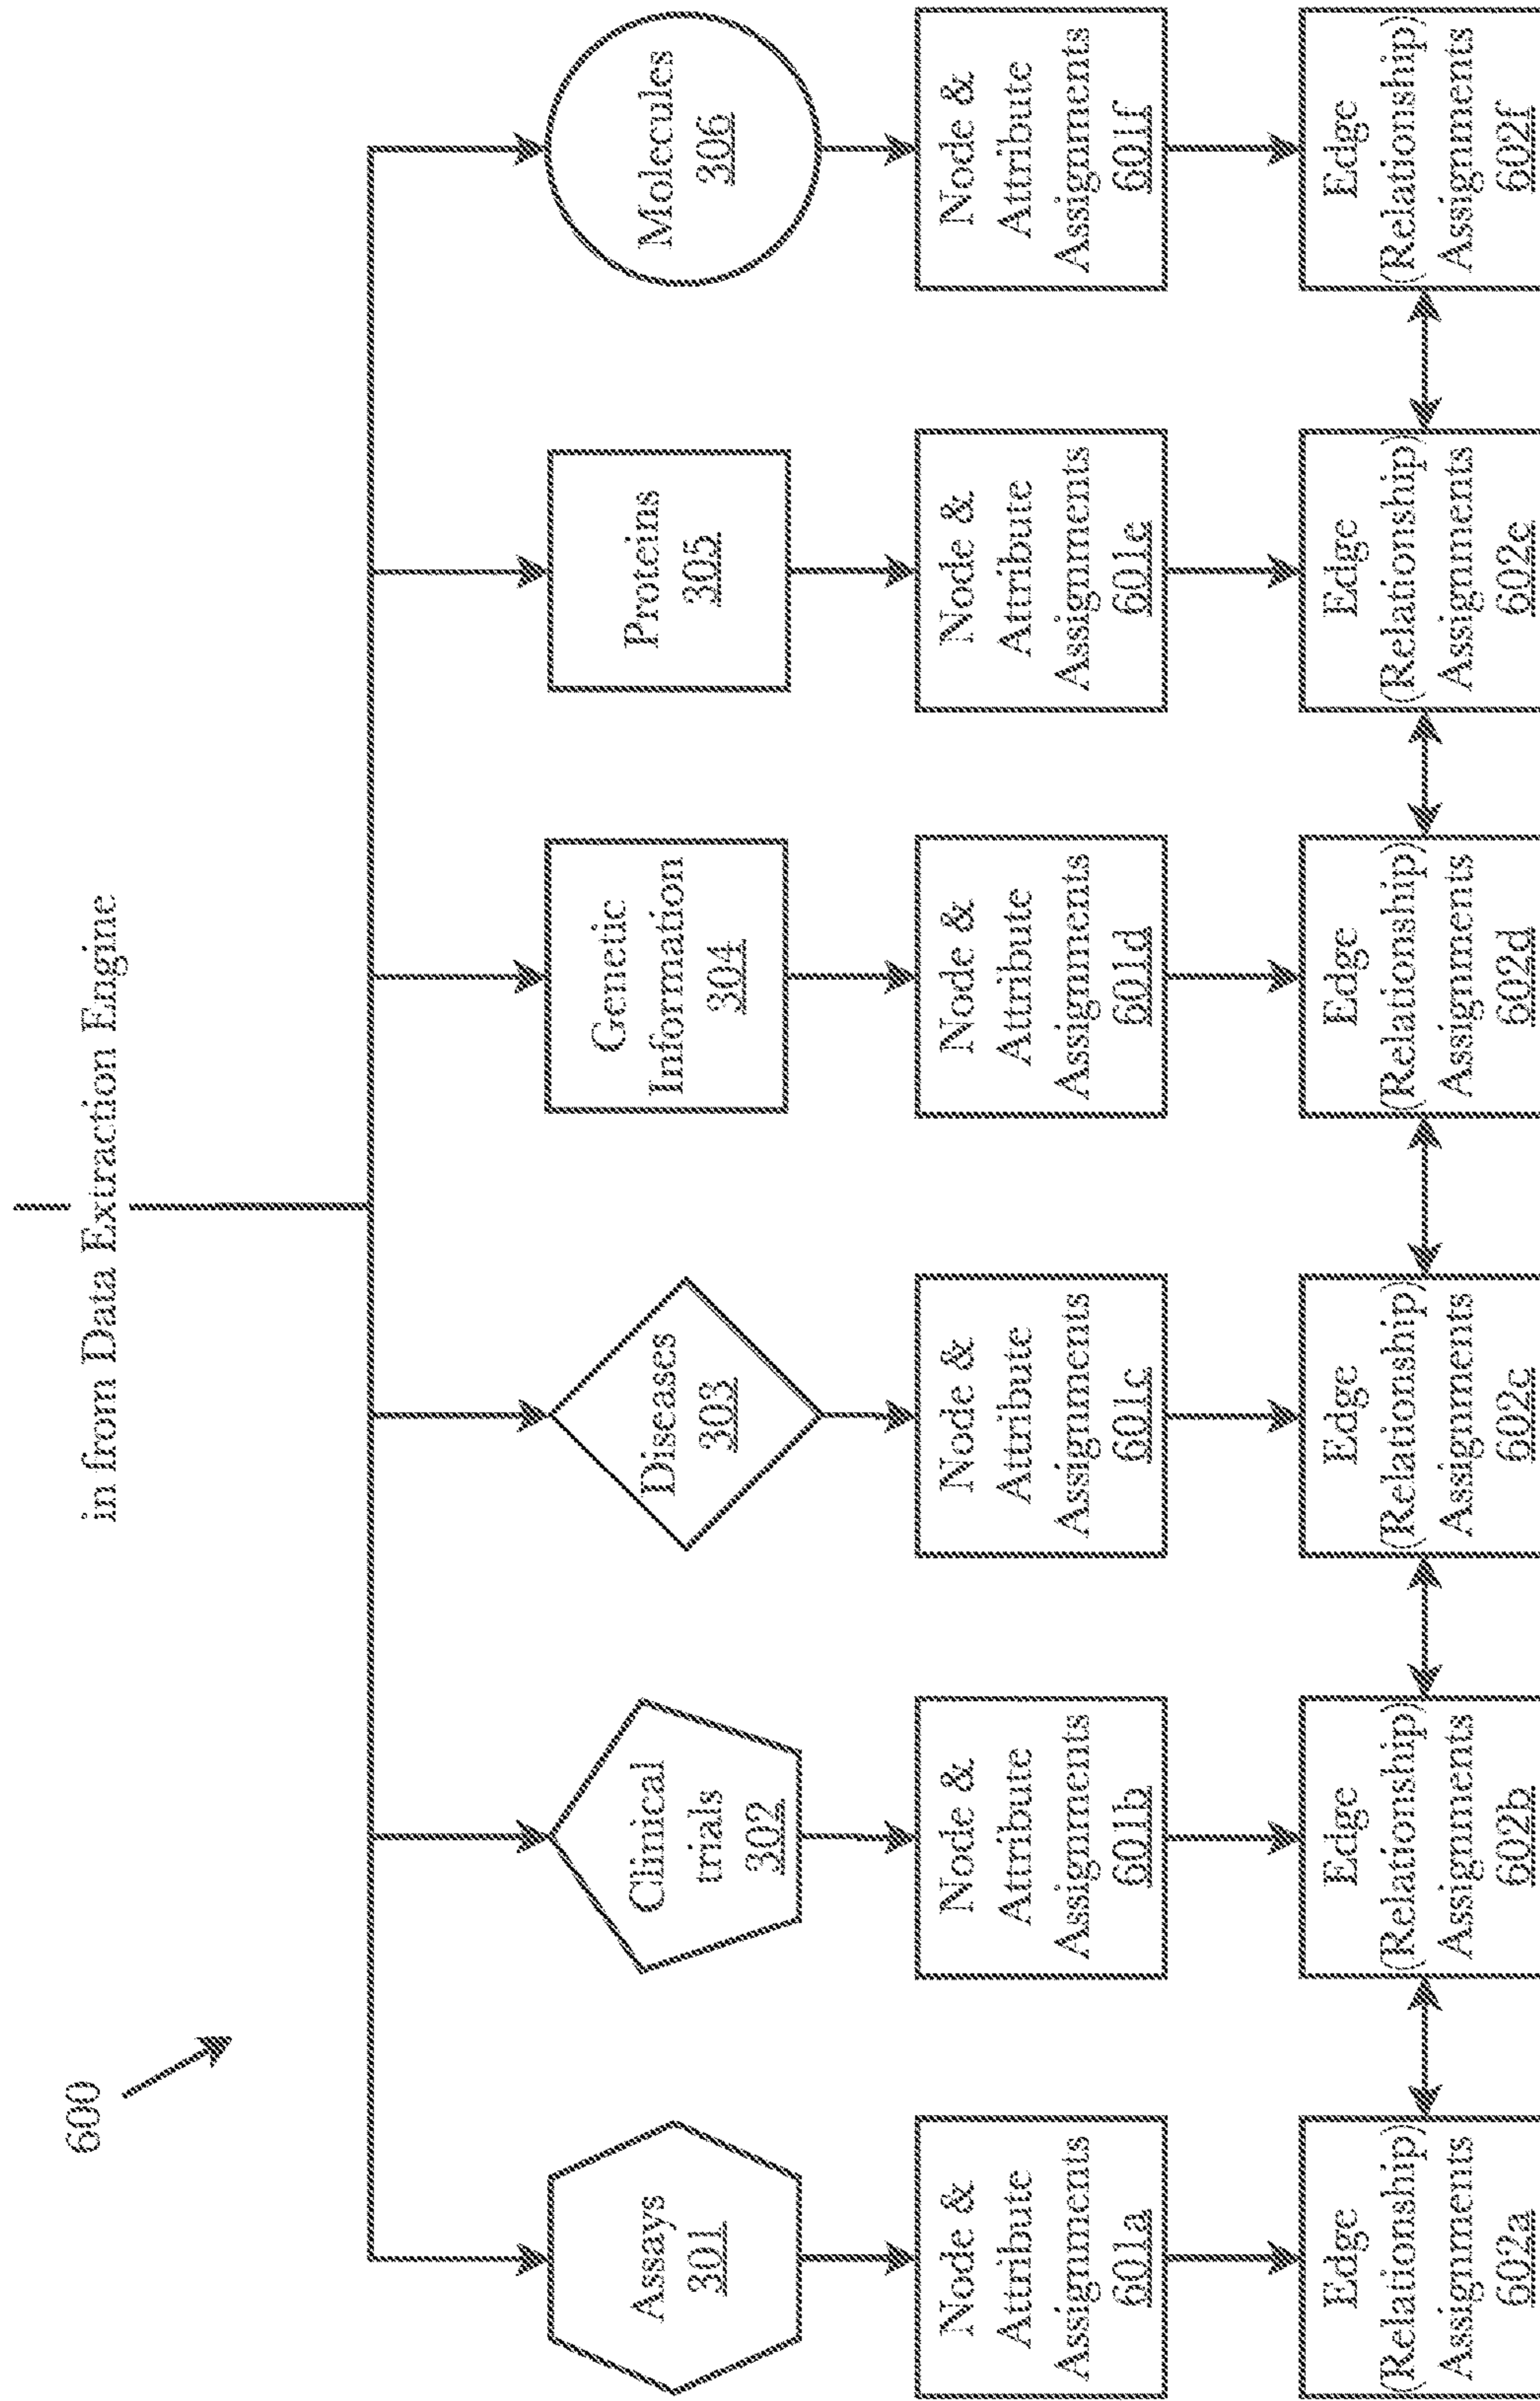 600
in from Data Extraction Engine
Assays
301
Clinical
trials
302
Diseases
303
Genetic
Information
304
Proteins
305
Molecules
306
Node &
Attribute
Assignments
601a
Node &
Attribute
Assignments
601b
Node &
Attribute
Assignments
601c
Node &
Attribute
Assignments
601d
Node &
Attribute
Assignments
601e
Node &
Attribute
Assignments
601f
Edge
(Relationship)
Assignments
602a
Edge
(Relationship)
Assignments
602b
Edge
(Relationship)
Assignments
602c
Edge
(Relationship)
Assignments
602d
Edge
(Relationship)
Assignments
602e
Edge
(Relationship)
Assignments
602f